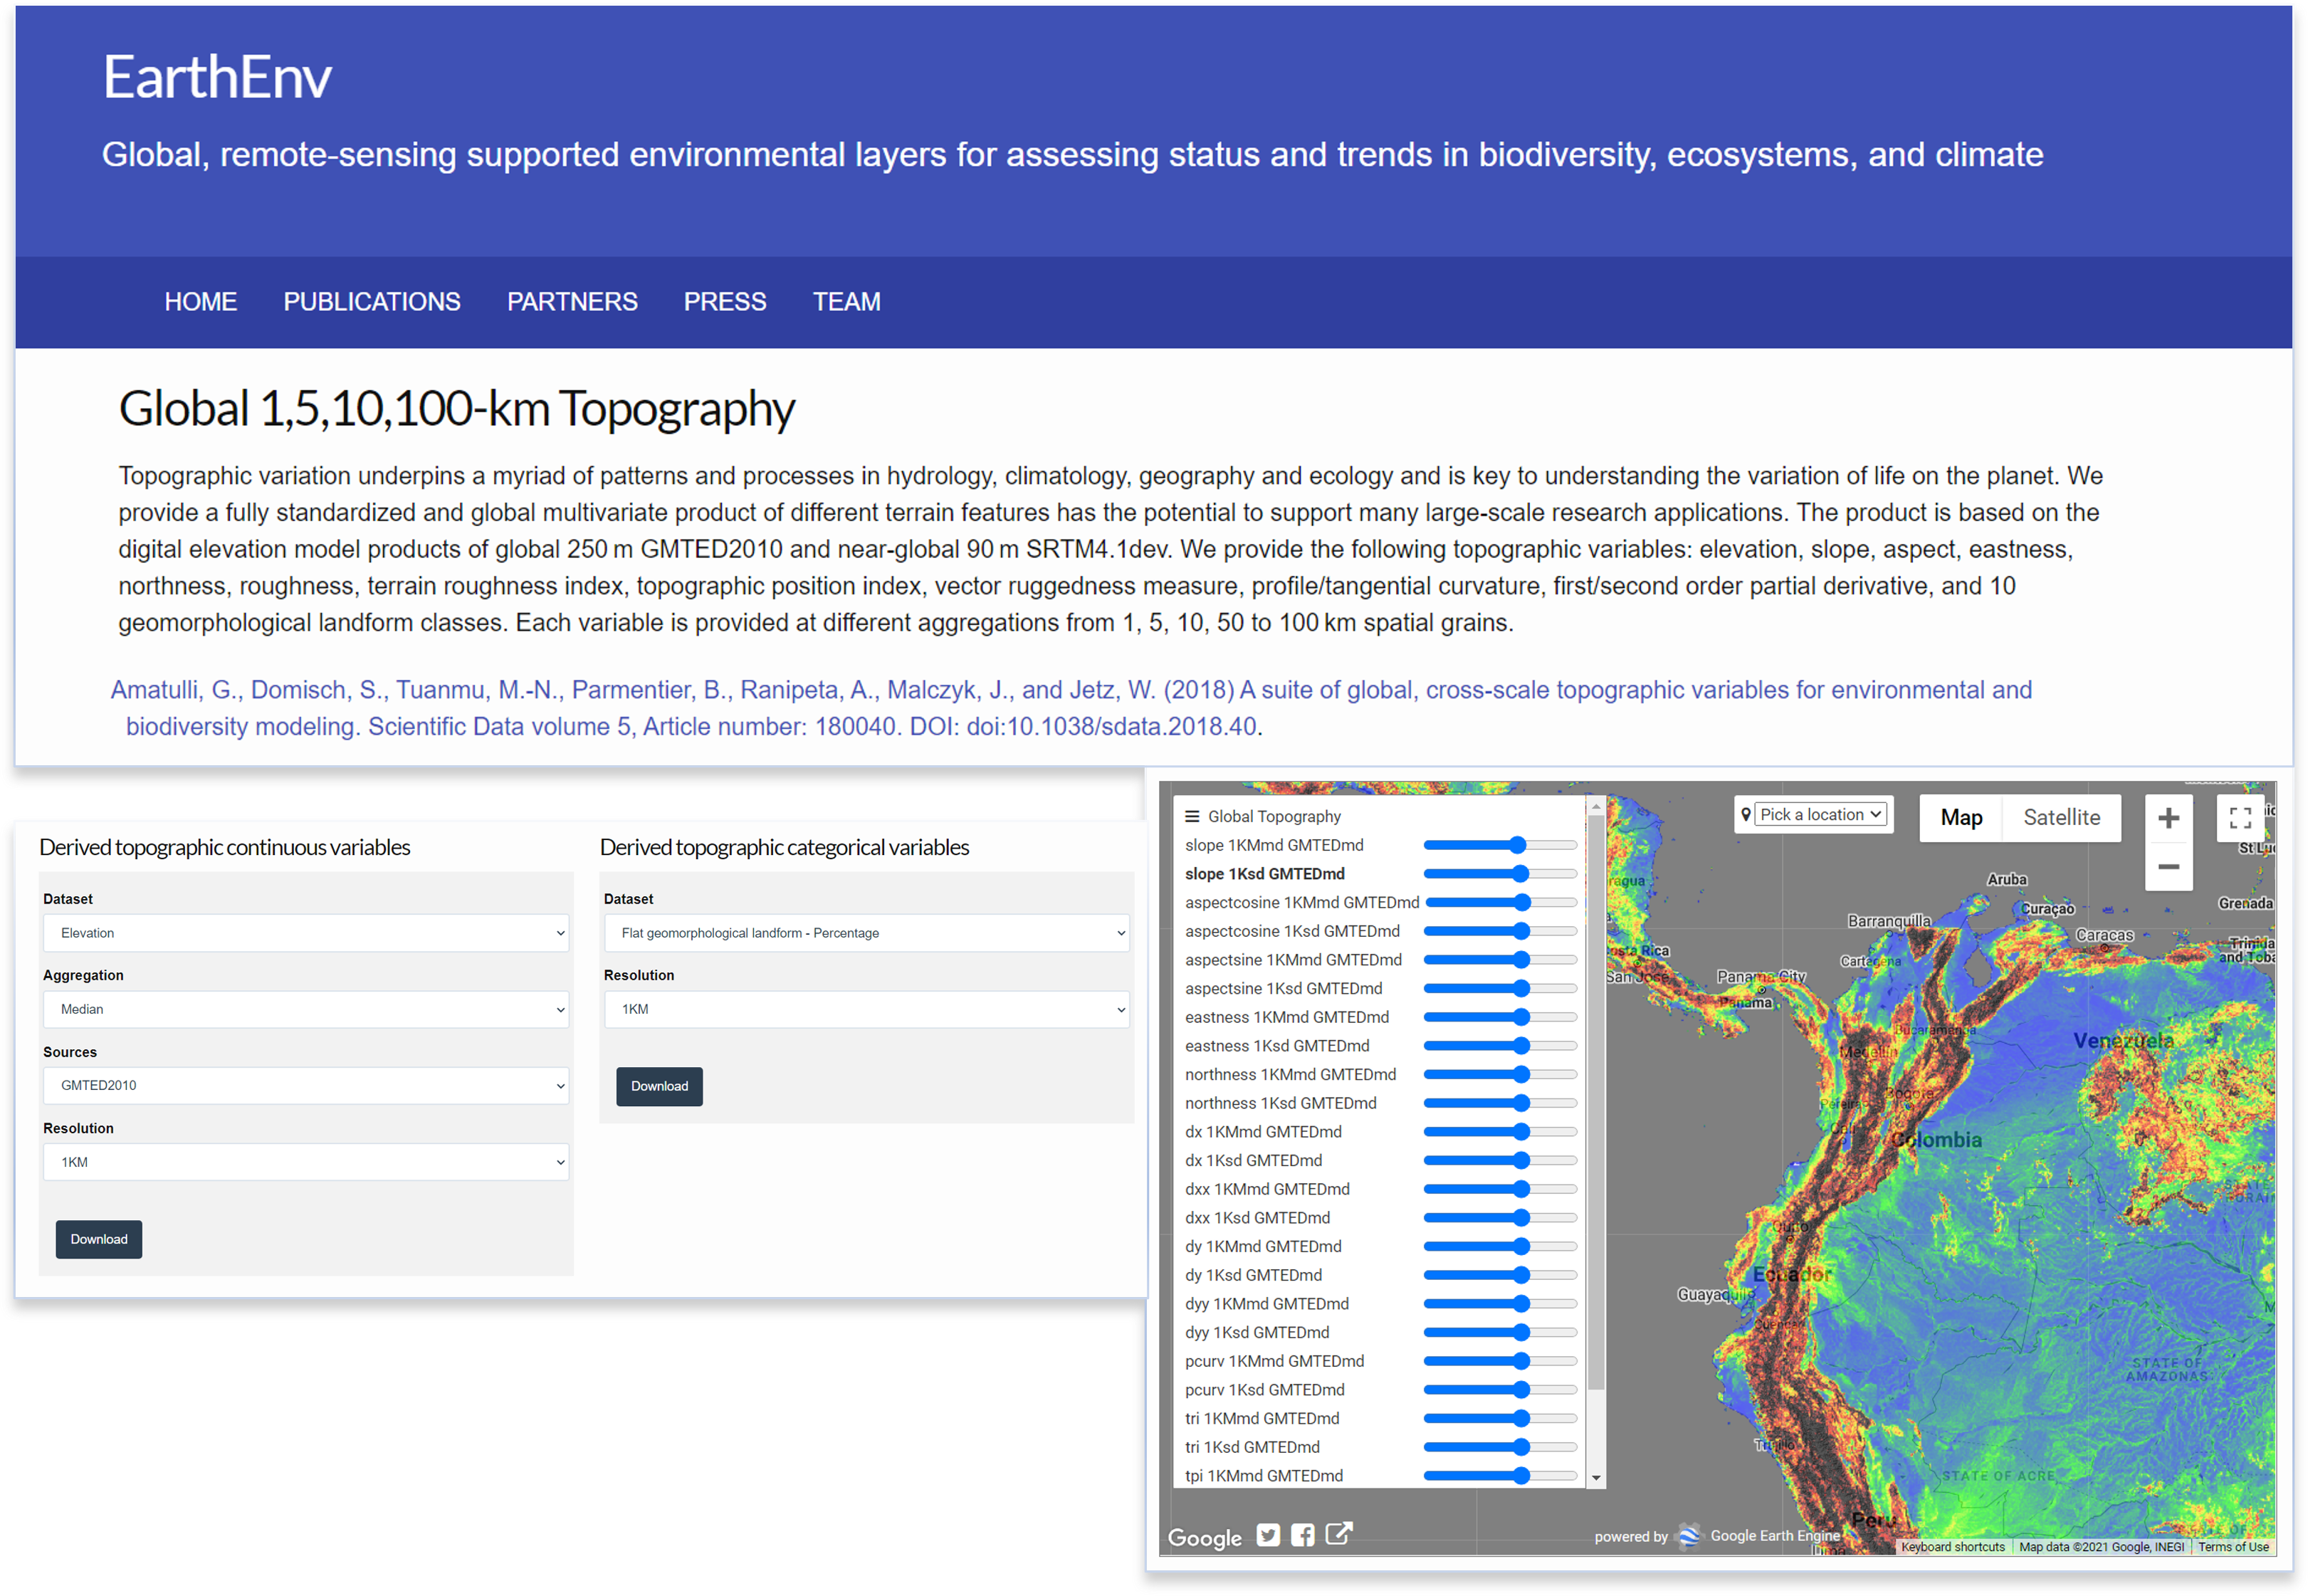 EarthEnv
Global, remote-sensing supported environmental layers for assessing status and trends in biodiversity, ecosystems, and climate
HOME PUBLICATIONS PARTNERS PRESS TEAM
Global 1,5,10,100-km Topography
Topographic variation underpins a myriad of patterns and processes in hydrology, climatology, geography and ecology and is key to understanding the variation of life on the planet. We
provide a fully standardized and global multivariate product of different terrain features has the potential to support many large-scale research applications. The product is based on the
digital elevation model products of global 250 m GMTED2010 and near-global 90 m SRTM4.1dev. We provide the following topographic variables: elevation, slope, aspect, eastness,
northness, roughness, terrain roughness index, topographic position index, vector ruggedness measure, profile/tangential curvature, first/second order partial derivative, and 10
geomorphological landform classes. Each variable is provided at different aggregations from 1, 5, 10, 50 to 100 km spatial grains.
Amatulli, G., Domisch, S., Tuanmu, M.-N., Parmentier, B., Ranipeta, A., Malczyk, J., and Jetz, W. (2018) A suite of global, cross-scale topographic variables for environmental and
biodiversity modeling. Scientific Data volume 5, Article number: 180040. DOI: doi:10.1038/sdata.2018.40.
Derived topographic continuous variables
Dataset
Elevation
Aggregation
Median
Sources
GMTED2010
Resolution
1KM
Download
Derived topographic categorical variables
Dataset
Flat geomorphological landform - Percentage
Resolution
1KM
Download
Global Topography
slope 1KMmd GMTEDmd
slope 1Ksd GMTEDmd
aspectcosine 1KMmd GMTEDmd
aspectcosine 1Ksd GMTEDmd
aspectsine 1KMmd GMTEDmd
aspectsine 1Ksd GMTEDmd
eastness 1KMmd GMTEDmd
eastness 1Ksd GMTEDmd
northness 1KMmd GMTEDmd
northness 1Ksd GMTEDmd
dx 1KMmd GMTEDmd
dx 1Ksd GMTEDmd
dxx 1KMmd GMTEDmd
dxx 1Ksd GMTEDmd
dy 1KMmd GMTEDmd
dy 1Ksd GMTEDmd
dyy 1KMmd GMTEDmd
dyy 1Ksd GMTEDmd
pcurv 1KMmd GMTEDmd
pcurv 1Ksd GMTEDmd
tri 1KMmd GMTEDmd
tri 1Ksd GMTEDmd
tpi 1KMmd GMTEDmd
Pick a location
Map Satellite
Aruba
Curaçao
Grenada
Barranquilla
Caracas
Cartagena
San José
Panama City
Panama
Bucaramanga
Medellín
Venezuela
Bogota
Pereira
Colombia
Quito
Ecuador
Guayaquil
Cuenca
STATE OF
AMAZONAS
Trujillo
STATE OF ACRE
Peru
Google
powered by Google Earth Engine
Keyboard shortcuts Map data ©2021 Google, INEGI Terms of Use